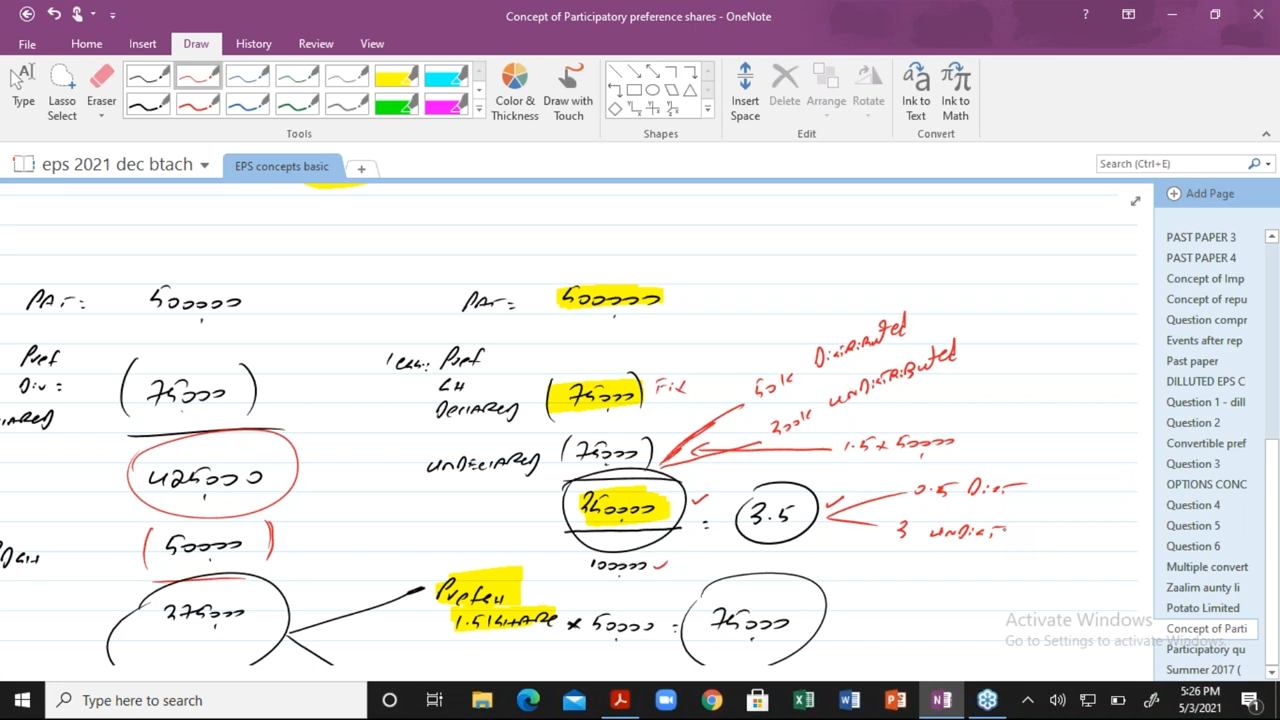 Concept of Participatory preference shares - OneNote
File Home Insert Draw History Review View
Type
Lasso Select
Eraser
Color & Thickness
Draw with Touch
Insert Space
Delete
Arrange
Rotate
Ink to Text
Ink to Math
Tools
Shapes
Edit
Convert
eps 2021 dec btach
EPS concepts basic
Search (Ctrl+E)
Add Page
PAST PAPER 3
PAST PAPER 4
Concept of Imp
Concept of repu
Question compr
Events after rep
Past paper
DILLUTED EPS C
Question 1 - dill
Question 2
Convertible pref
Question 3
OPTIONS CONC
Question 4
Question 5
Question 6
Multiple convert
Zaalim aunty li
Potato Limited
Concept of Parti
Participatory qu
Summer 2017 (
PAT: 500000
Pref
Div: (75000)
425000
(50000)
375000
PAT: 500000
Less: Pref
SH (75000) Fix
DECLARED
UNDECLARED (75000)
350000 = 3.5
100000
50K DISTRIBUTED
300K UNDISTRIBUTED
1.5 x 50000
0.5 Dist
3 UNDIST
PrefSH
1.5/SHARE x 50000 = 75000
Activate Windows
Go to Settings to activate Windows.
Type here to search
5:26 PM
5/3/2021